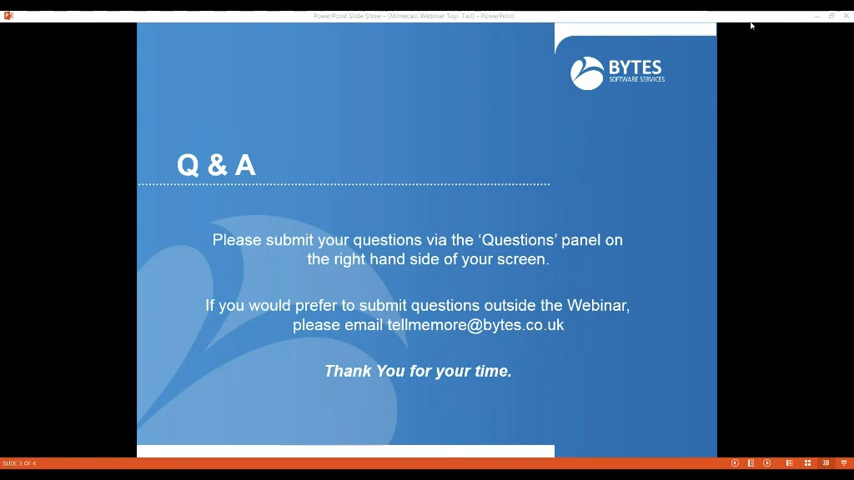 PowerPoint Slide Show - [Mimecast Webinar Top Tail] - PowerPoint
BYTES
SOFTWARE SERVICES
Q & A
Please submit your questions via the ‘Questions’ panel on
the right hand side of your screen.
If you would prefer to submit questions outside the Webinar,
please email tellmemore@bytes.co.uk
Thank You for your time.
SLIDE 3 OF 4